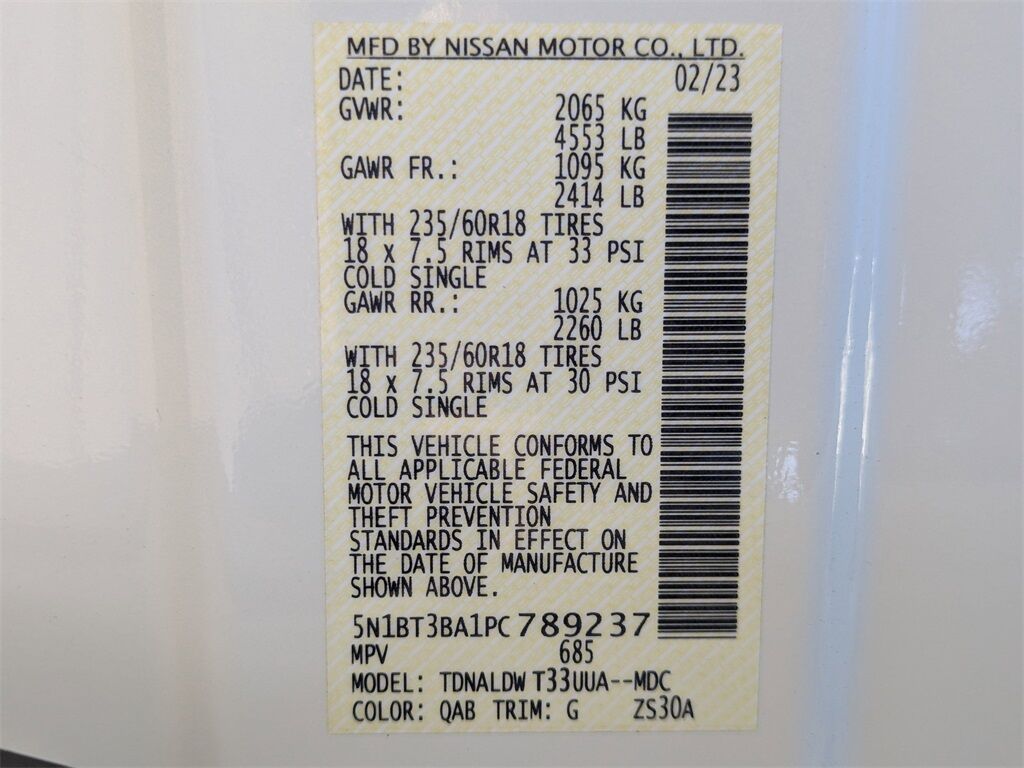 MFD BY NISSAN MOTOR CO., LTD.
DATE: 02/23
GVWR: 2065 KG
4553 LB
GAWR FR.: 1095 KG
2414 LB
WITH 235/60R18 TIRES
18 x 7.5 RIMS AT 33 PSI
COLD SINGLE
GAWR RR.: 1025 KG
2260 LB
WITH 235/60R18 TIRES
18 x 7.5 RIMS AT 30 PSI
COLD SINGLE
THIS VEHICLE CONFORMS TO
ALL APPLICABLE FEDERAL
MOTOR VEHICLE SAFETY AND
THEFT PREVENTION
STANDARDS IN EFFECT ON
THE DATE OF MANUFACTURE
SHOWN ABOVE.
5N1BT3BA1PC789237
MPV 685
MODEL: TDNALDW T33UUA--MDC
COLOR: QAB TRIM: G ZS30A